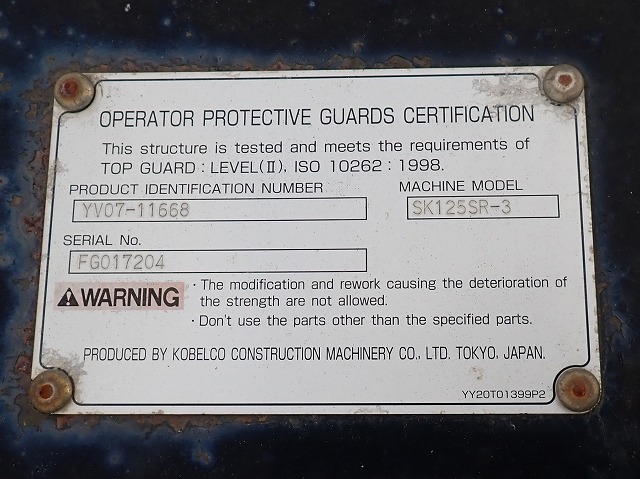 OPERATOR PROTECTIVE GUARDS CERTIFICATION
This structure is tested and meets the requirements of
TOP GUARD : LEVEL(II), ISO 10262 : 1998.
PRODUCT IDENTIFICATION NUMBER
YV07-11668
MACHINE MODEL
SK125SR-3
SERIAL No.
FG017204
WARNING
· The modification and rework causing the deterioration of
the strength are not allowed.
· Don't use the parts other than the specified parts.
PRODUCED BY KOBELCO CONSTRUCTION MACHINERY CO., LTD. TOKYO, JAPAN.
YY20T01399P2